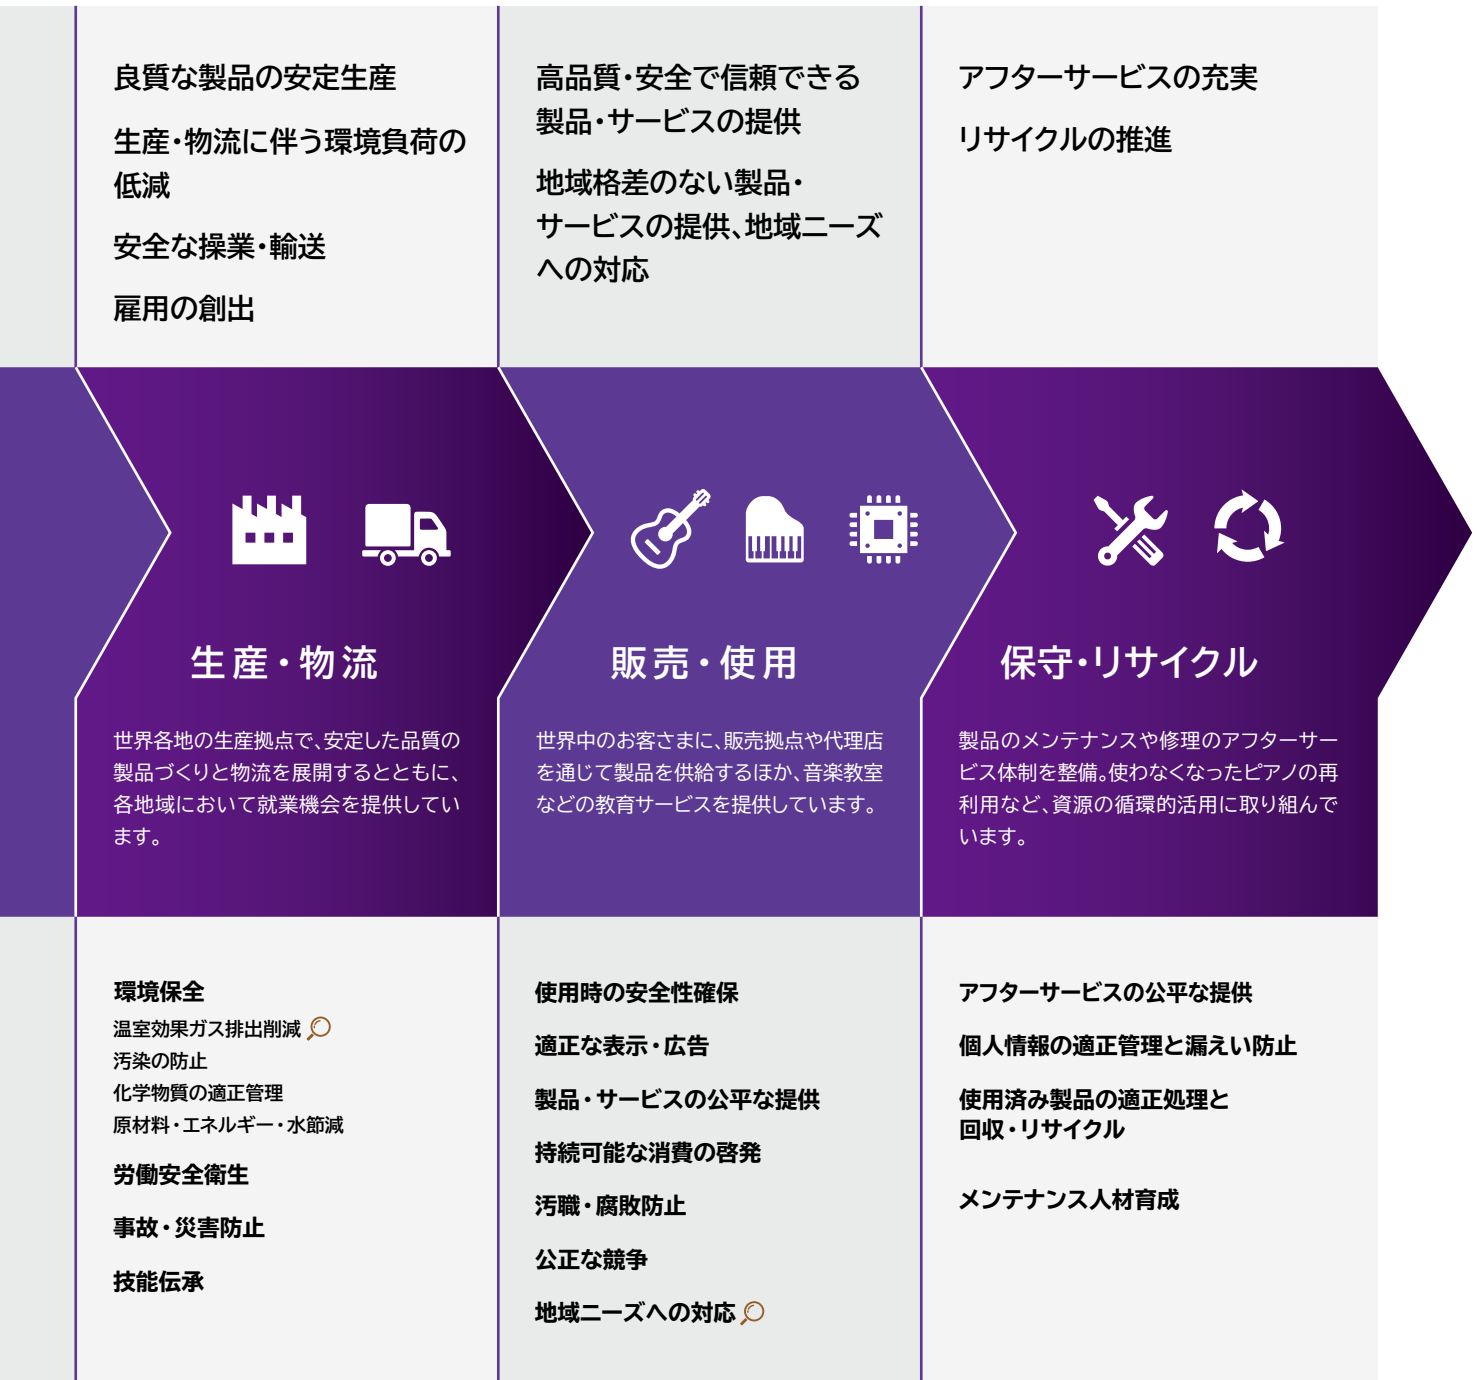 良質な製品の安定生産
生産・物流に伴う環境負荷の
低減
安全な操業・輸送
雇用の創出
高品質・安全で信頼できる
製品・サービスの提供
地域格差のない製品・
サービスの提供、地域ニーズ
への対応
アフターサービスの充実
リサイクルの推進
生産・物流
世界各地の生産拠点で、安定した品質の
製品づくりと物流を展開するとともに、
各地域において就業機会を提供してい
ます。
販売・使用
世界中のお客さまに、販売拠点や代理店
を通じて製品を供給するほか、音楽教室
などの教育サービスを提供しています。
保守・リサイクル
製品のメンテナンスや修理のアフターサー
ビス体制を整備。使わなくなったピアノの再
利用など、資源の循環的活用に取り組んで
います。
環境保全
温室効果ガス排出削減
汚染の防止
化学物質の適正管理
原材料・エネルギー・水節減
労働安全衛生
事故・災害防止
技能伝承
使用時の安全性確保
適正な表示・広告
製品・サービスの公平な提供
持続可能な消費の啓発
汚職・腐敗防止
公正な競争
地域ニーズへの対応
アフターサービスの公平な提供
個人情報の適正管理と漏えい防止
使用済み製品の適正処理と
回収・リサイクル
メンテナンス人材育成